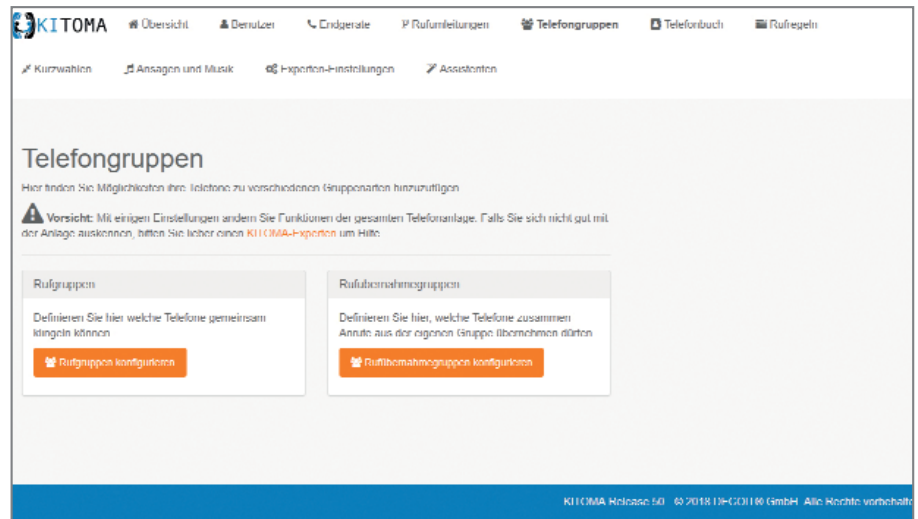 KITOMA Übersicht Benutzer Endgeräte Rufumleitungen Telefongruppen Telefonbuch Rufregeln
Kurzwahlen Ansagen und Musik Experten-Einstellungen Assistenten
Telefongruppen
Hier finden Sie Möglichkeiten ihre Telefone zu verschiedenen Gruppenarten hinzuzufügen
Vorsicht: Mit einigen Einstellungen ändern Sie Funktionen der gesamten Telefonanlage. Falls Sie sich nicht gut mit
der Anlage auskennen, bitten Sie lieber einen KITOMA-Experten um Hilfe
Rufgruppen
Definieren Sie hier welche Telefone gemeinsam
klingeln können
Rufgruppen konfigurieren
Rufübernahmegruppen
Definieren Sie hier, welche Telefone zusammen
Anrufe aus der eigenen Gruppe übernehmen dürfen
Rufübernahmegruppen konfigurieren
KITOMA Release 5.0 © 2018 DECOIT® GmbH Alle Rechte vorbehalte